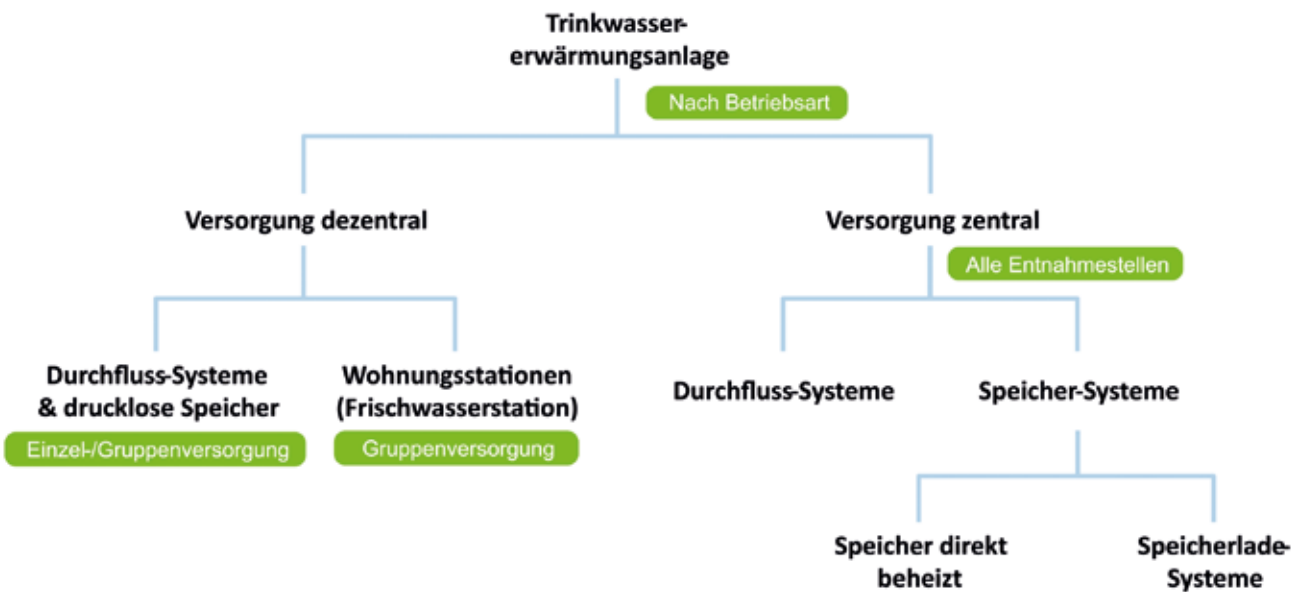 Trinkwasser-
erwärmungsanlage
Nach Betriebsart
Versorgung dezentral
Versorgung zentral
Alle Entnahmestellen
Durchfluss-Systeme
& drucklose Speicher
Einzel-/Gruppenversorgung
Wohnungsstationen
(Frischwasserstation)
Gruppenversorgung
Durchfluss-Systeme
Speicher-Systeme
Speicher direkt
beheizt
Speicherlade-
Systeme